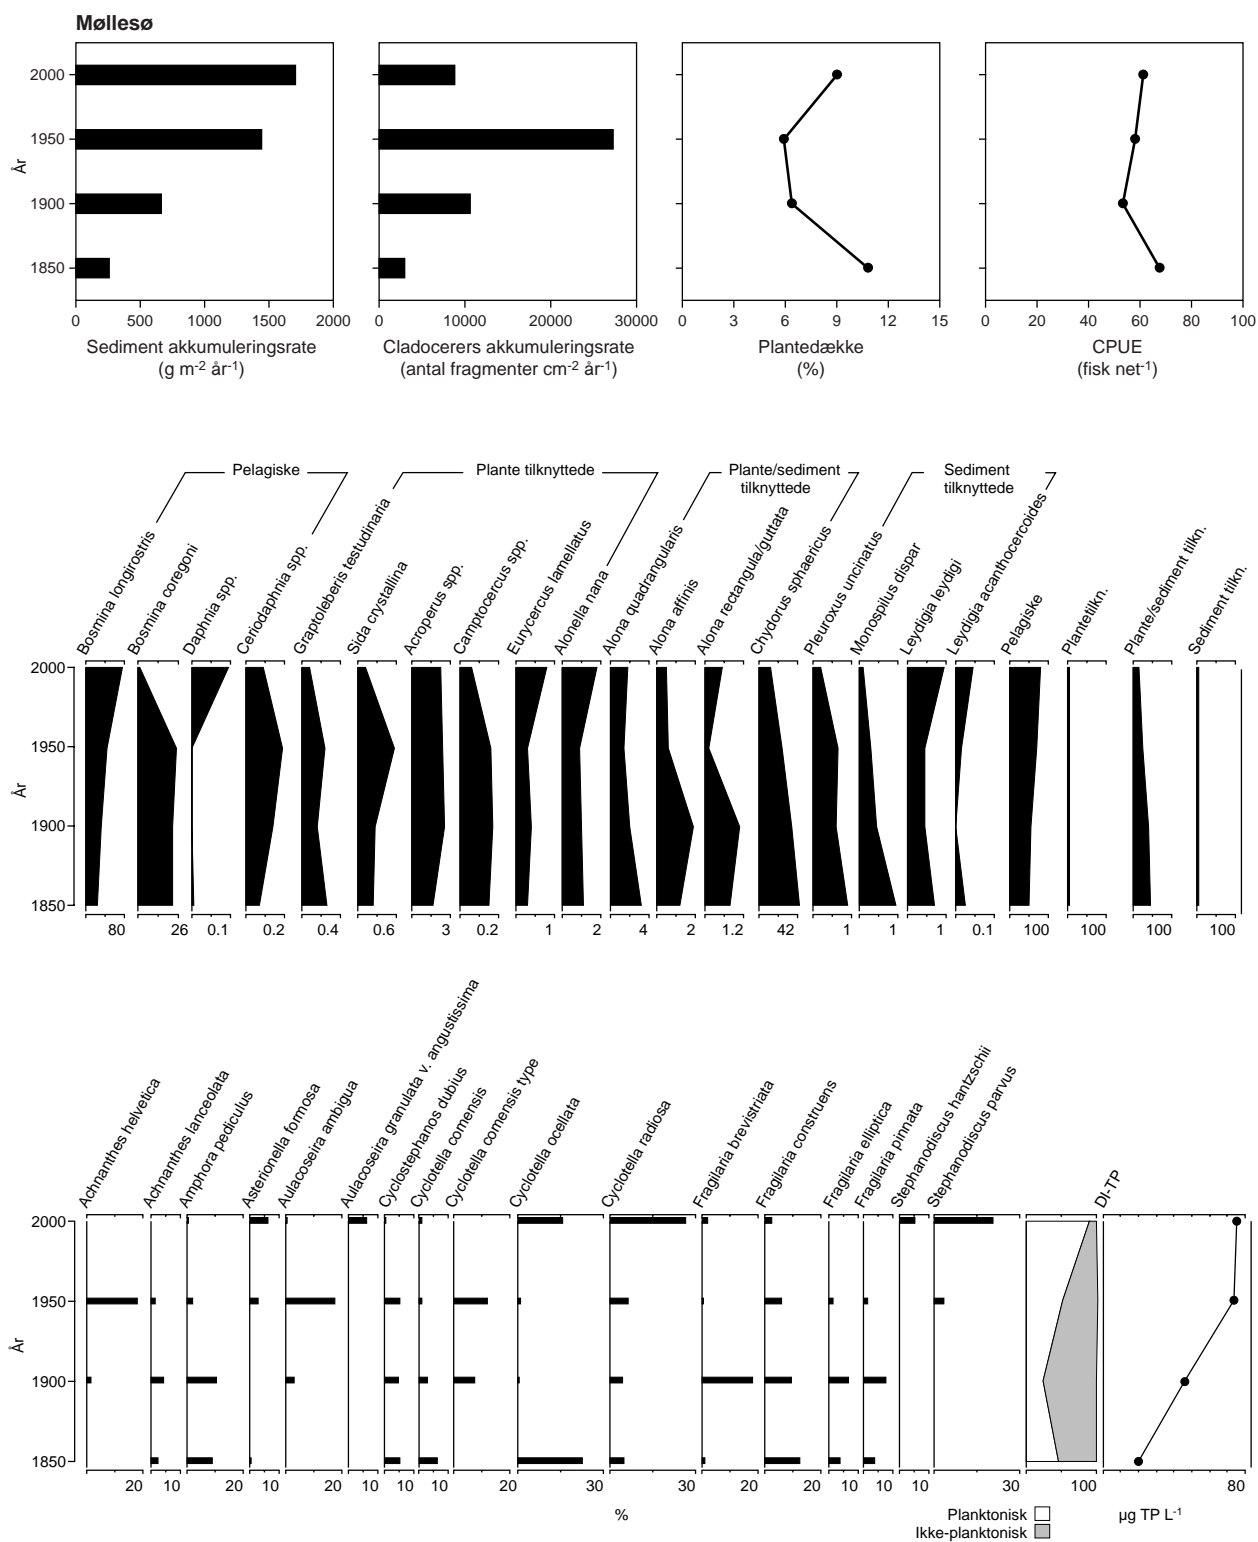 Møllesø
2000
1950
1900
1850
År
0 500 1000 1500 2000
0 10000 20000 30000
0 3 6 9 12 15
0 20 40 60 80 100
Sediment akkumuleringsrate
(g m-2 år-1)
Cladocerers akkumuleringsrate
(antal fragmenter cm-2 år-1)
Plantedække
(%)
CPUE
(fisk net-1)
Pelagiske
Plante tilknyttede
Plante/sediment
tilknyttede
Sediment
tilknyttede
Bosmina longirostris
Bosmina coregoni
Daphnia spp.
Ceriodaphnia spp.
Graptoleberis testudinaria
Sida crystallina
Acroperus spp.
Camptocercus spp.
Eurycercus lamellatus
Alonella nana
Alona quadrangularis
Alona affinis
Alona rectangula/guttata
Chydorus sphaericus
Pleuroxus uncinatus
Monospilus dispar
Leydigia leydigi
Leydigia acanthocercoides
Pelagiske
Plantetilkn.
Plante/sediment tilkn.
Sediment tilkn.
2000
1950
1900
1850
År
80 26 0.1 0.2 0.4 0.6 3 0.2 1 2 4 2 1.2 42 1 1 1 0.1 100 100 100 100
Achnanthes helvetica
Achnanthes lanceolata
Amphora pediculus
Asterionella formosa
Aulacoseira ambigua
Aulacoseira granulata v. angustissima
Cyclostephanos dubius
Cyclotella comensis
Cyclotella comensis type
Cyclotella ocellata
Cyclotella radiosa
Fragilaria brevistriata
Fragilaria construens
Fragilaria elliptica
Fragilaria pinnata
Stephanodiscus hantzschii
Stephanodiscus parvus
DI-TP
2000
1950
1900
1850
År
20 10 20 10 20 10 10 10 20 30 30 20 20 10 10 10 30 100 80
%
Planktonisk
Ikke-planktonisk
µg TP L-1